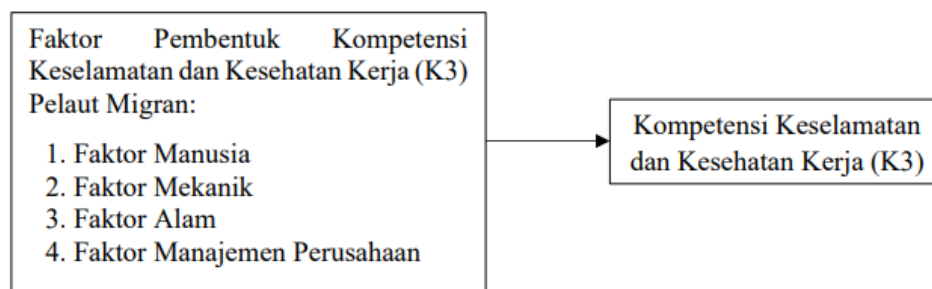 Faktor Pembentuk Kompetensi
Keselamatan dan Kesehatan Kerja (K3)
Pelaut Migran:
1. Faktor Manusia
2. Faktor Mekanik
3. Faktor Alam
4. Faktor Manajemen Perusahaan
Kompetensi Keselamatan
dan Kesehatan Kerja (K3)